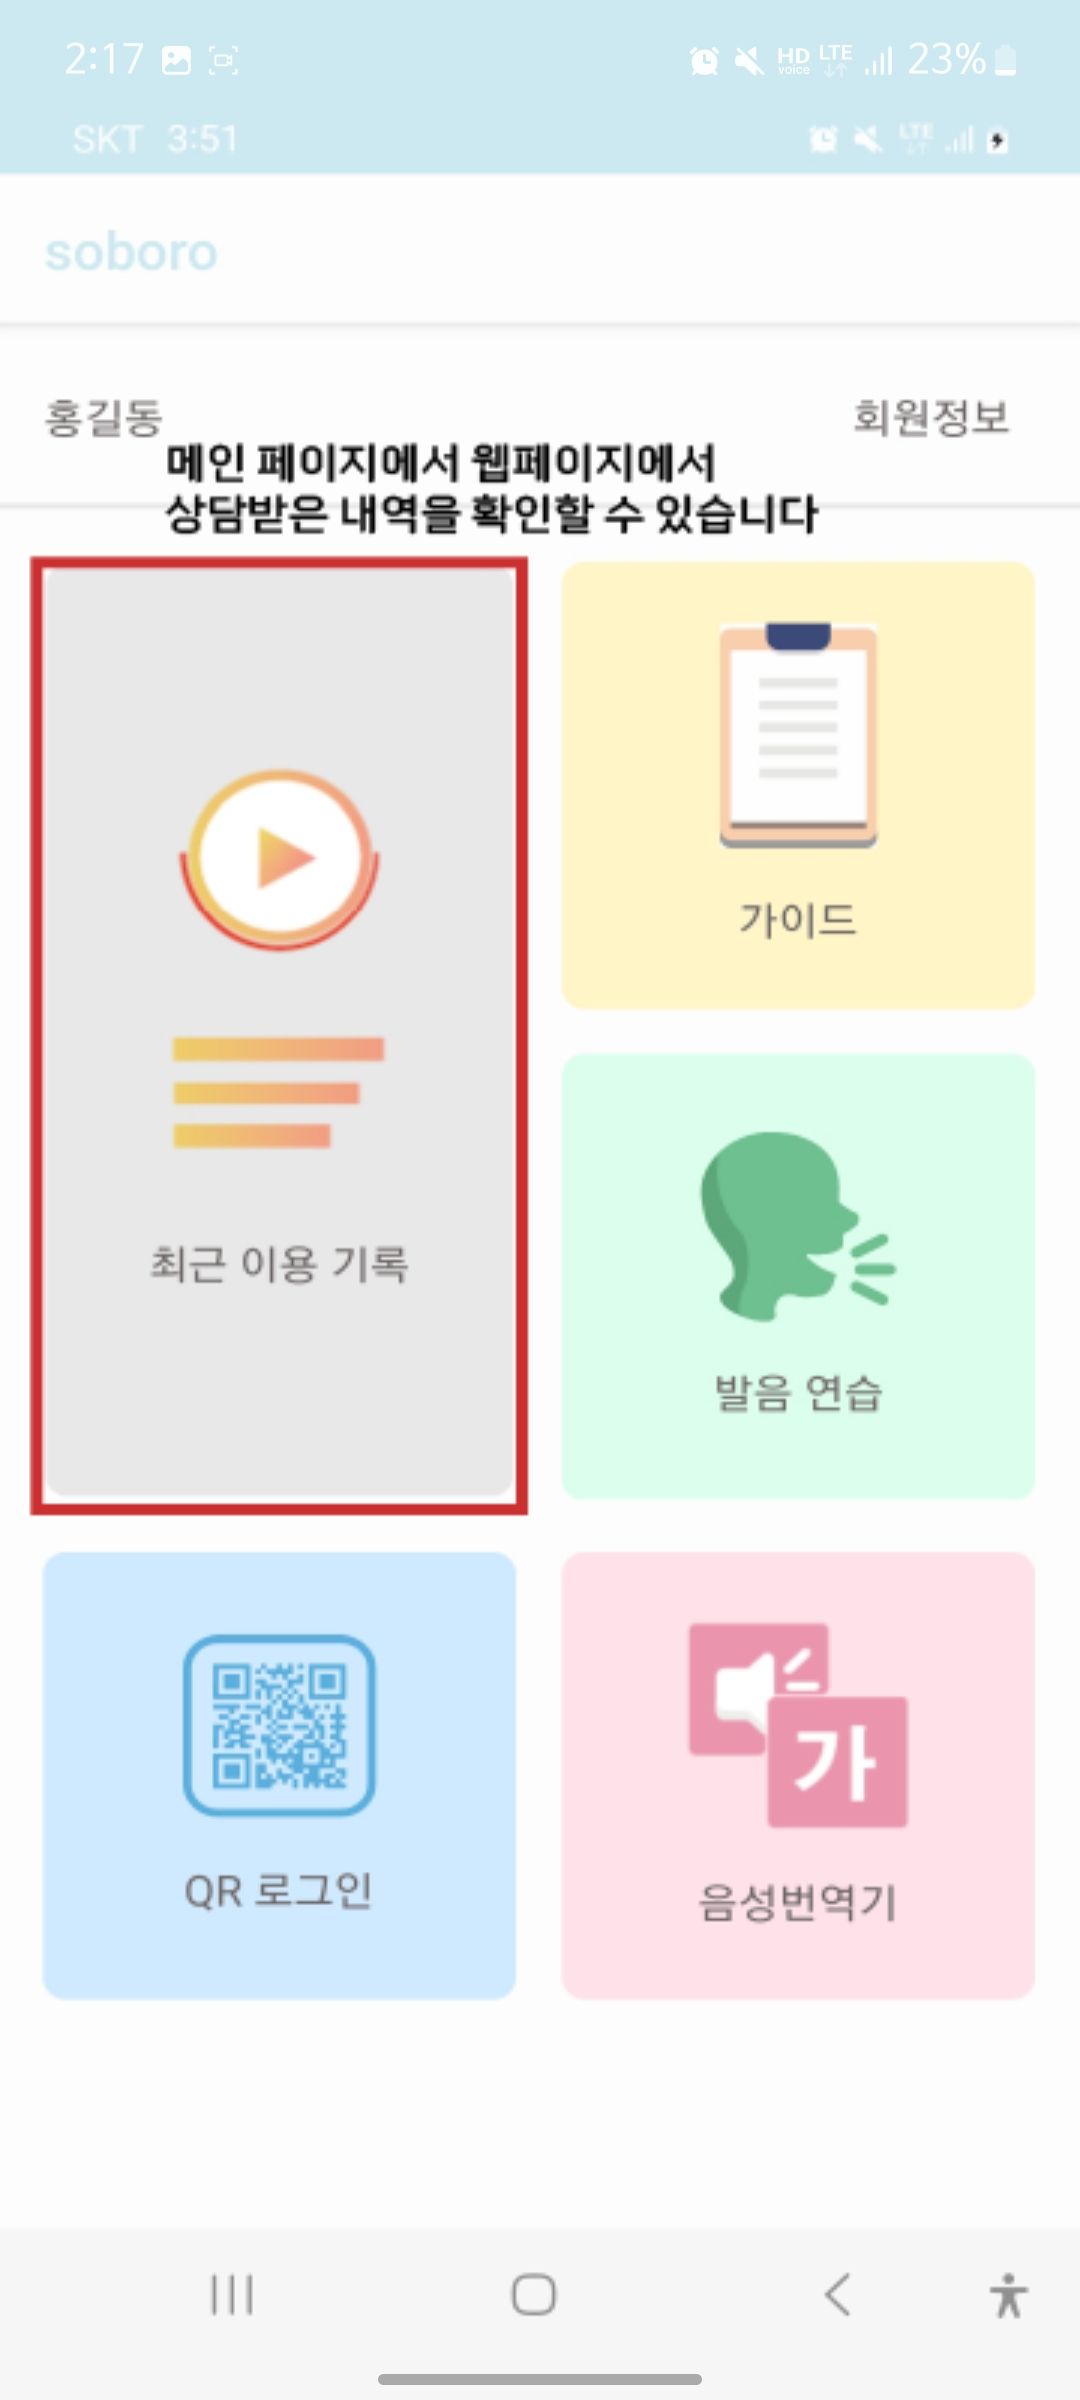 2:17
HD voice LTE 23%
SKT 3:51
LTE
soboro
홍길동
회원정보
메인 페이지에서 웹페이지에서
상담받은 내역을 확인할 수 있습니다
가이드
최근 이용 기록
발음 연습
가
QR 로그인
음성번역기